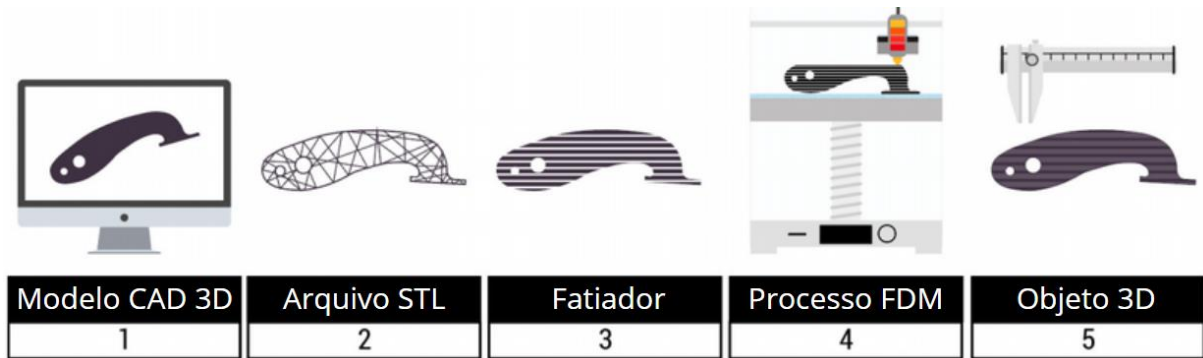 Modelo CAD 3D
1
Arquivo STL
2
Fatiador
3
Processo FDM
4
Objeto 3D
5